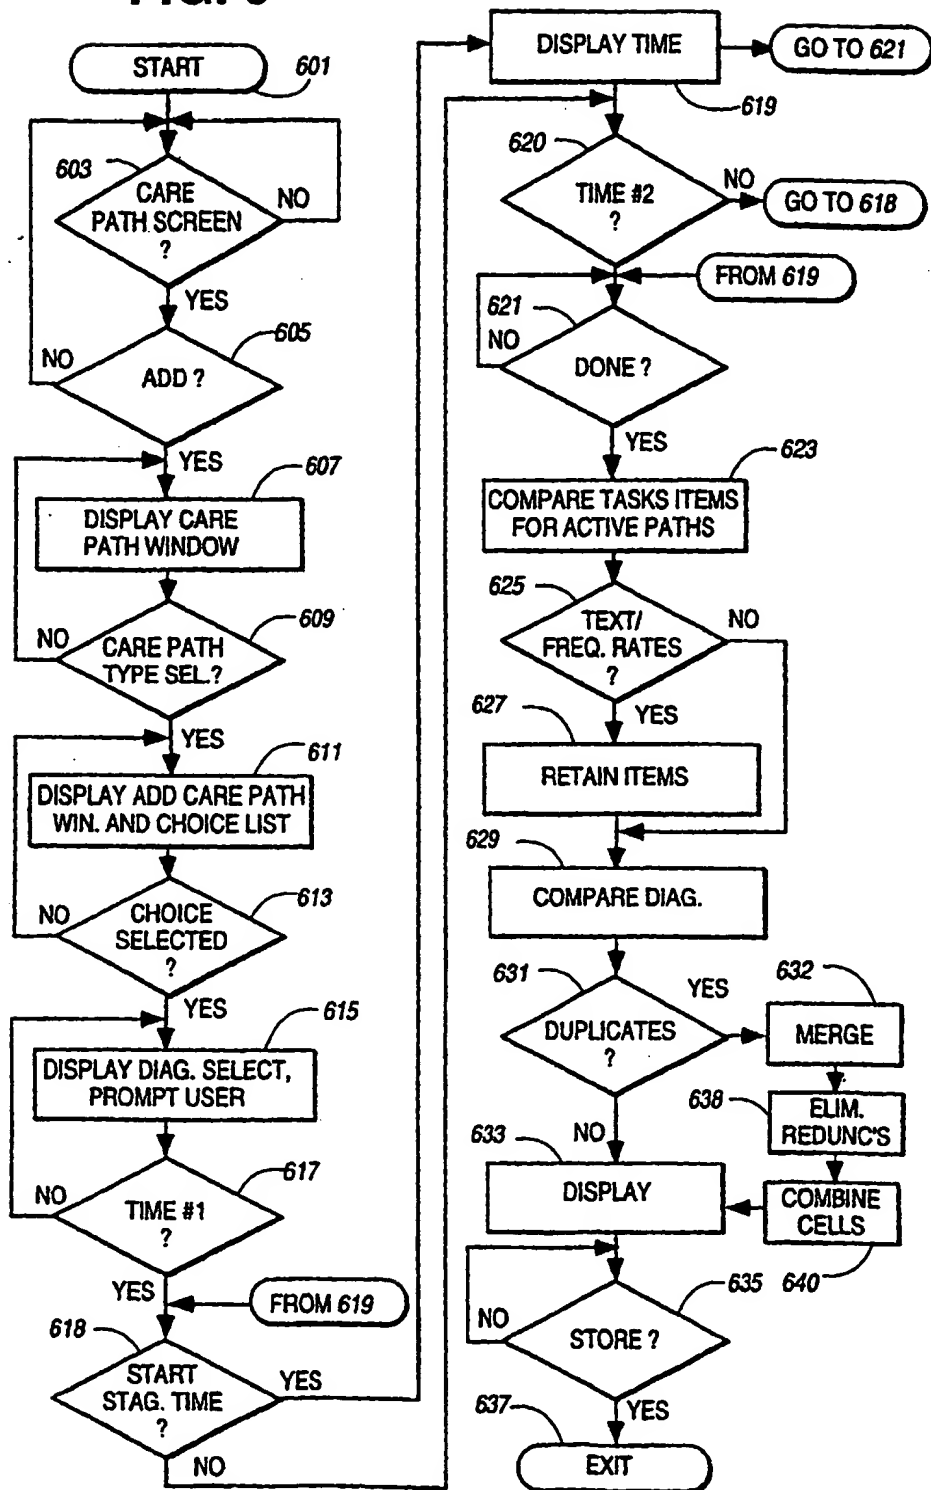 START
601
603
CARE
PATH SCREEN
?
NO
YES
605
NO
ADD ?
YES
607
DISPLAY CARE
PATH WINDOW
609
NO
CARE PATH
TYPE SEL.?
YES
611
DISPLAY ADD CARE PATH
WIN. AND CHOICE LIST
613
NO
CHOICE
SELECTED
?
YES
615
DISPLAY DIAG. SELECT,
PROMPT USER
617
NO
TIME #1
?
YES
FROM 619
618
START
STAG. TIME
?
YES
NO
DISPLAY TIME
GO TO 621
619
620
TIME #2
?
NO
GO TO 618
FROM 619
621
NO
DONE ?
YES
623
COMPARE TASKS ITEMS
FOR ACTIVE PATHS
625
TEXT/
FREQ. RATES
?
NO
YES
627
RETAIN ITEMS
629
COMPARE DIAG.
631
DUPLICATES
?
YES
632
MERGE
638
ELIM.
REDUNC'S
NO
633
DISPLAY
COMBINE
CELLS
640
635
NO
STORE ?
YES
637
EXIT